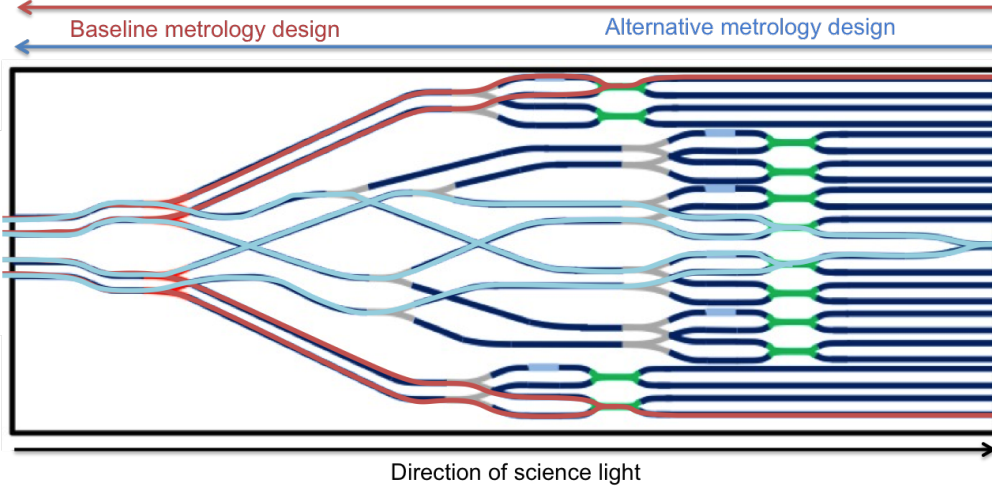 Baseline metrology design
Alternative metrology design
Direction of science light